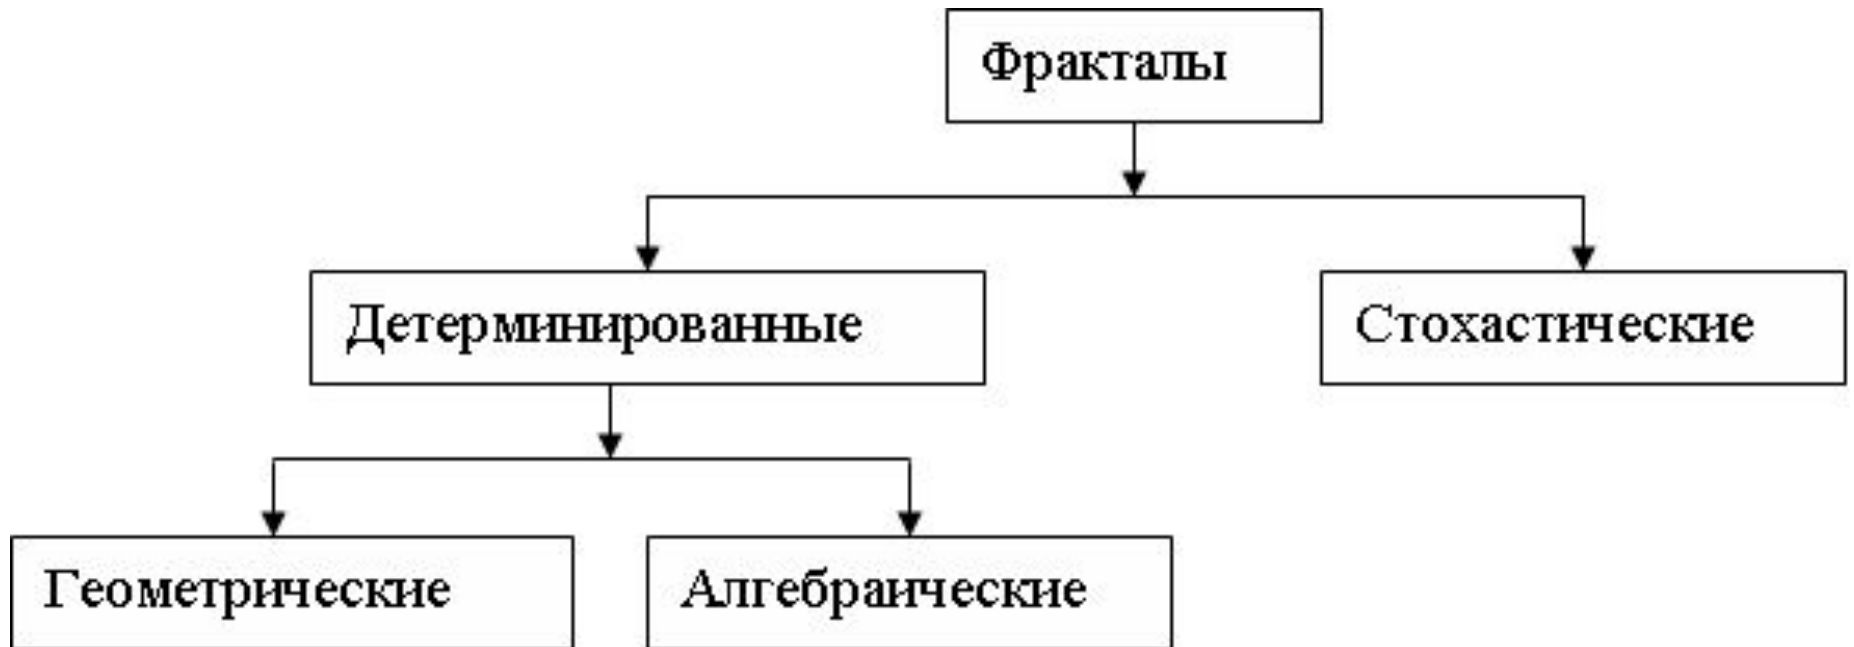 Фракталы
Детерминированные
Стохастические
Геометрические
Алгебраические